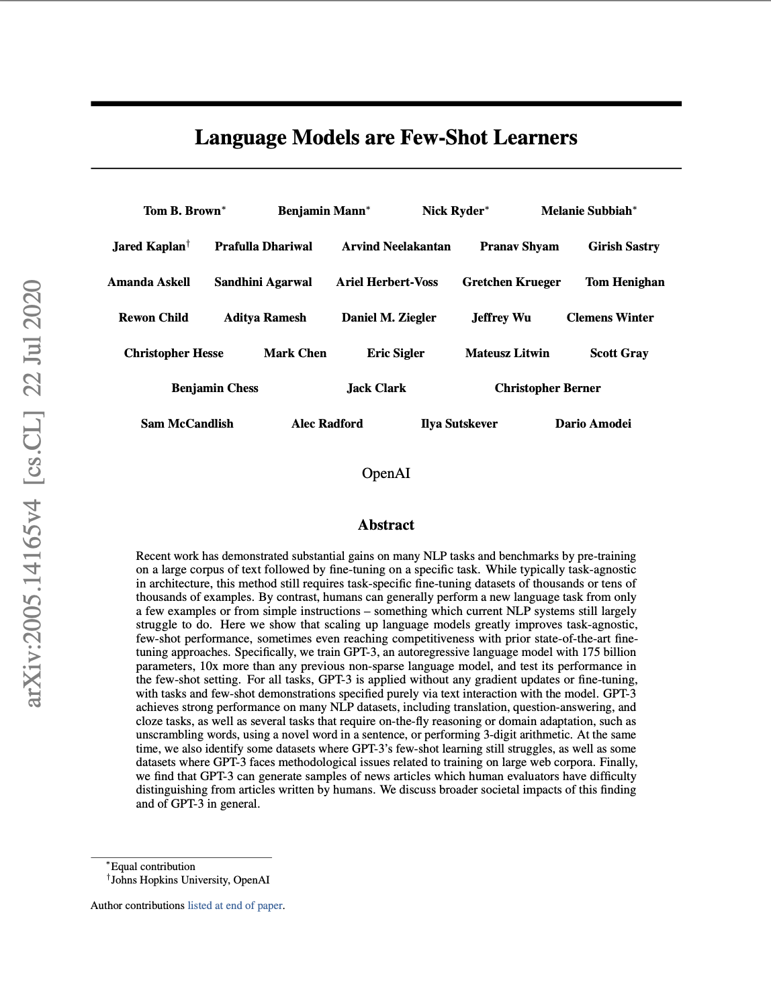 Language Models are Few-Shot Learners
Tom B. Brown* Benjamin Mann* Nick Ryder* Melanie Subbiah*
Jared Kaplan† Prafulla Dhariwal Arvind Neelakantan Pranav Shyam Girish Sastry
Amanda Askell Sandhini Agarwal Ariel Herbert-Voss Gretchen Krueger Tom Henighan
Rewon Child Aditya Ramesh Daniel M. Ziegler Jeffrey Wu Clemens Winter
Christopher Hesse Mark Chen Eric Sigler Mateusz Litwin Scott Gray
Benjamin Chess Jack Clark Christopher Berner
Sam McCandlish Alec Radford Ilya Sutskever Dario Amodei
OpenAI
Abstract
Recent work has demonstrated substantial gains on many NLP tasks and benchmarks by pre-training
on a large corpus of text followed by fine-tuning on a specific task. While typically task-agnostic
in architecture, this method still requires task-specific fine-tuning datasets of thousands or tens of
thousands of examples. By contrast, humans can generally perform a new language task from only
a few examples or from simple instructions – something which current NLP systems still largely
struggle to do. Here we show that scaling up language models greatly improves task-agnostic,
few-shot performance, sometimes even reaching competitiveness with prior state-of-the-art fine-
tuning approaches. Specifically, we train GPT-3, an autoregressive language model with 175 billion
parameters, 10x more than any previous non-sparse language model, and test its performance in
the few-shot setting. For all tasks, GPT-3 is applied without any gradient updates or fine-tuning,
with tasks and few-shot demonstrations specified purely via text interaction with the model. GPT-3
achieves strong performance on many NLP datasets, including translation, question-answering, and
cloze tasks, as well as several tasks that require on-the-fly reasoning or domain adaptation, such as
unscrambling words, using a novel word in a sentence, or performing 3-digit arithmetic. At the same
time, we also identify some datasets where GPT-3's few-shot learning still struggles, as well as some
datasets where GPT-3 faces methodological issues related to training on large web corpora. Finally,
we find that GPT-3 can generate samples of news articles which human evaluators have difficulty
distinguishing from articles written by humans. We discuss broader societal impacts of this finding
and of GPT-3 in general.
*Equal contribution
†Johns Hopkins University, OpenAI
Author contributions listed at end of paper.
arXiv:2005.14165v4 [cs.CL] 22 Jul 2020